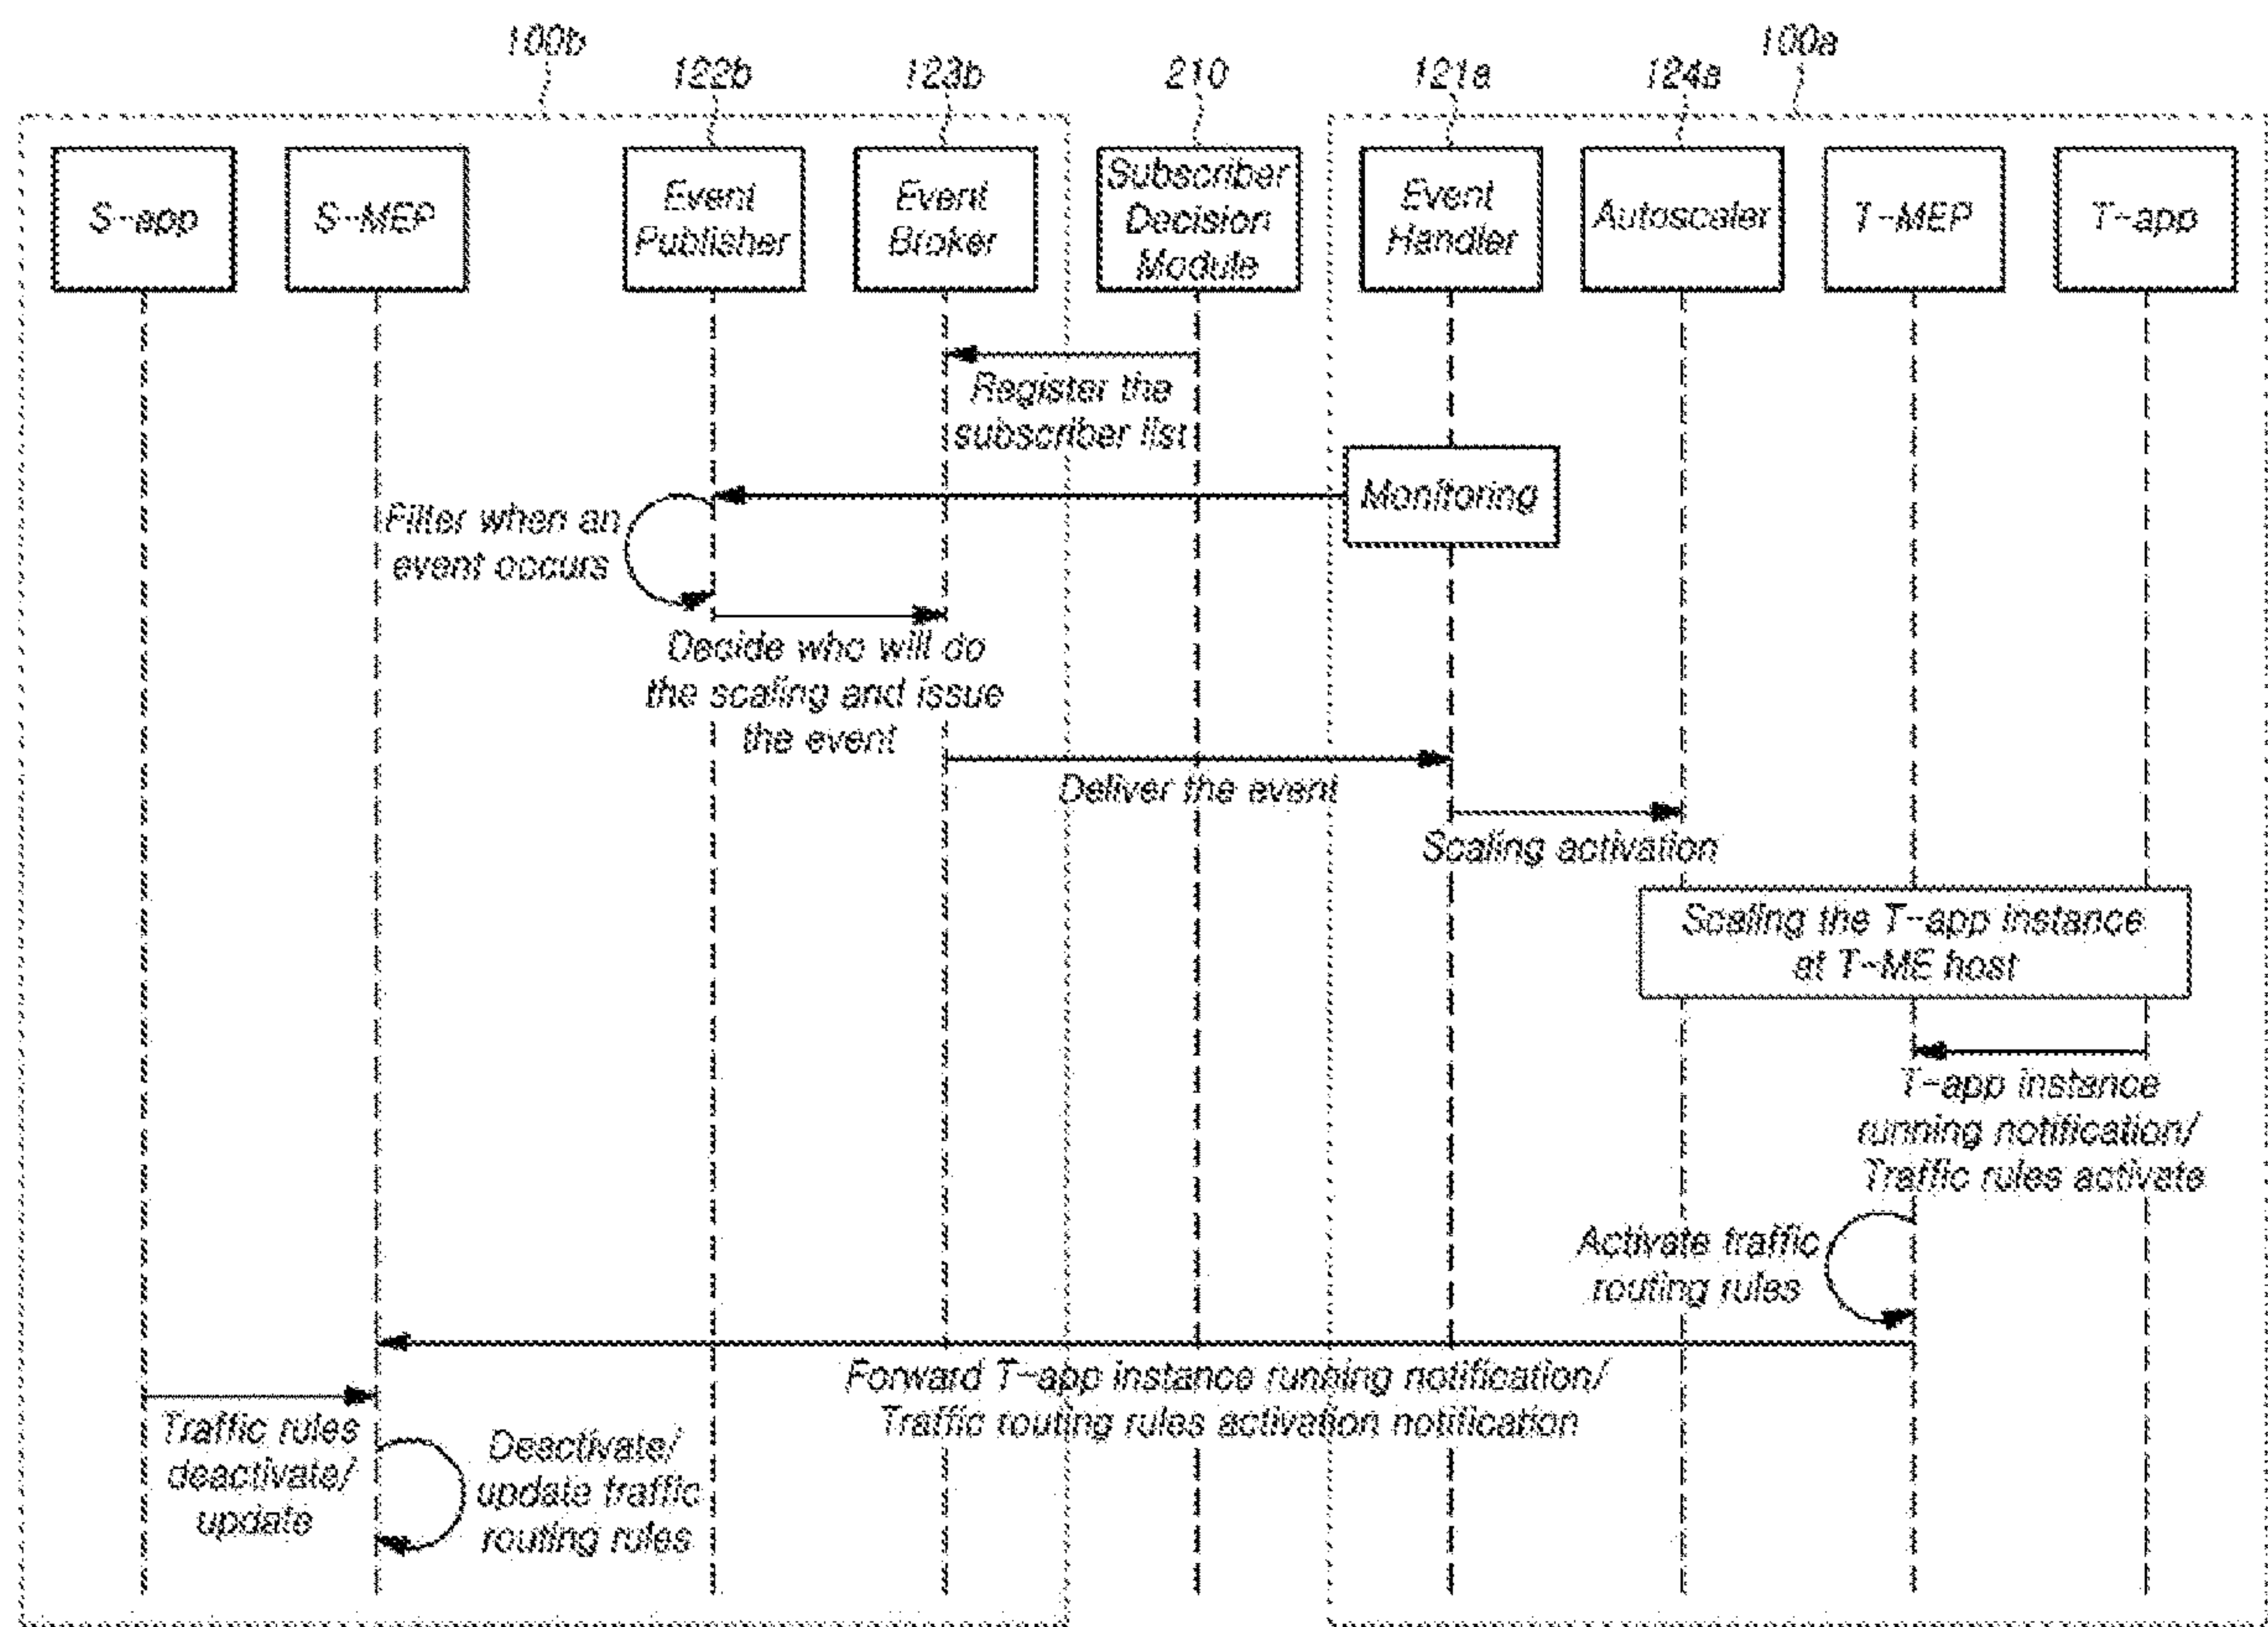 100b
122b
123b
210
121a
124a
100a
S-app
S-MEP
Event
Publisher
Event
Broker
Subscriber
Decision
Module
Event
Handler
Autoscaler
T-MEP
T-app
Register the
subscriber list
Monitoring
Filter when an
event occurs
Decide who will do
the scaling and issue
the event
Deliver the event
Scaling activation
Scaling the T-app instance
at T-ME host
T-app instance
running notification/
Traffic rules activate
Activate traffic
routing rules
Forward T-app instance running notification/
Traffic routing rules activation notification
Traffic rules
deactivate/
update
Deactivate/
update traffic
routing rules